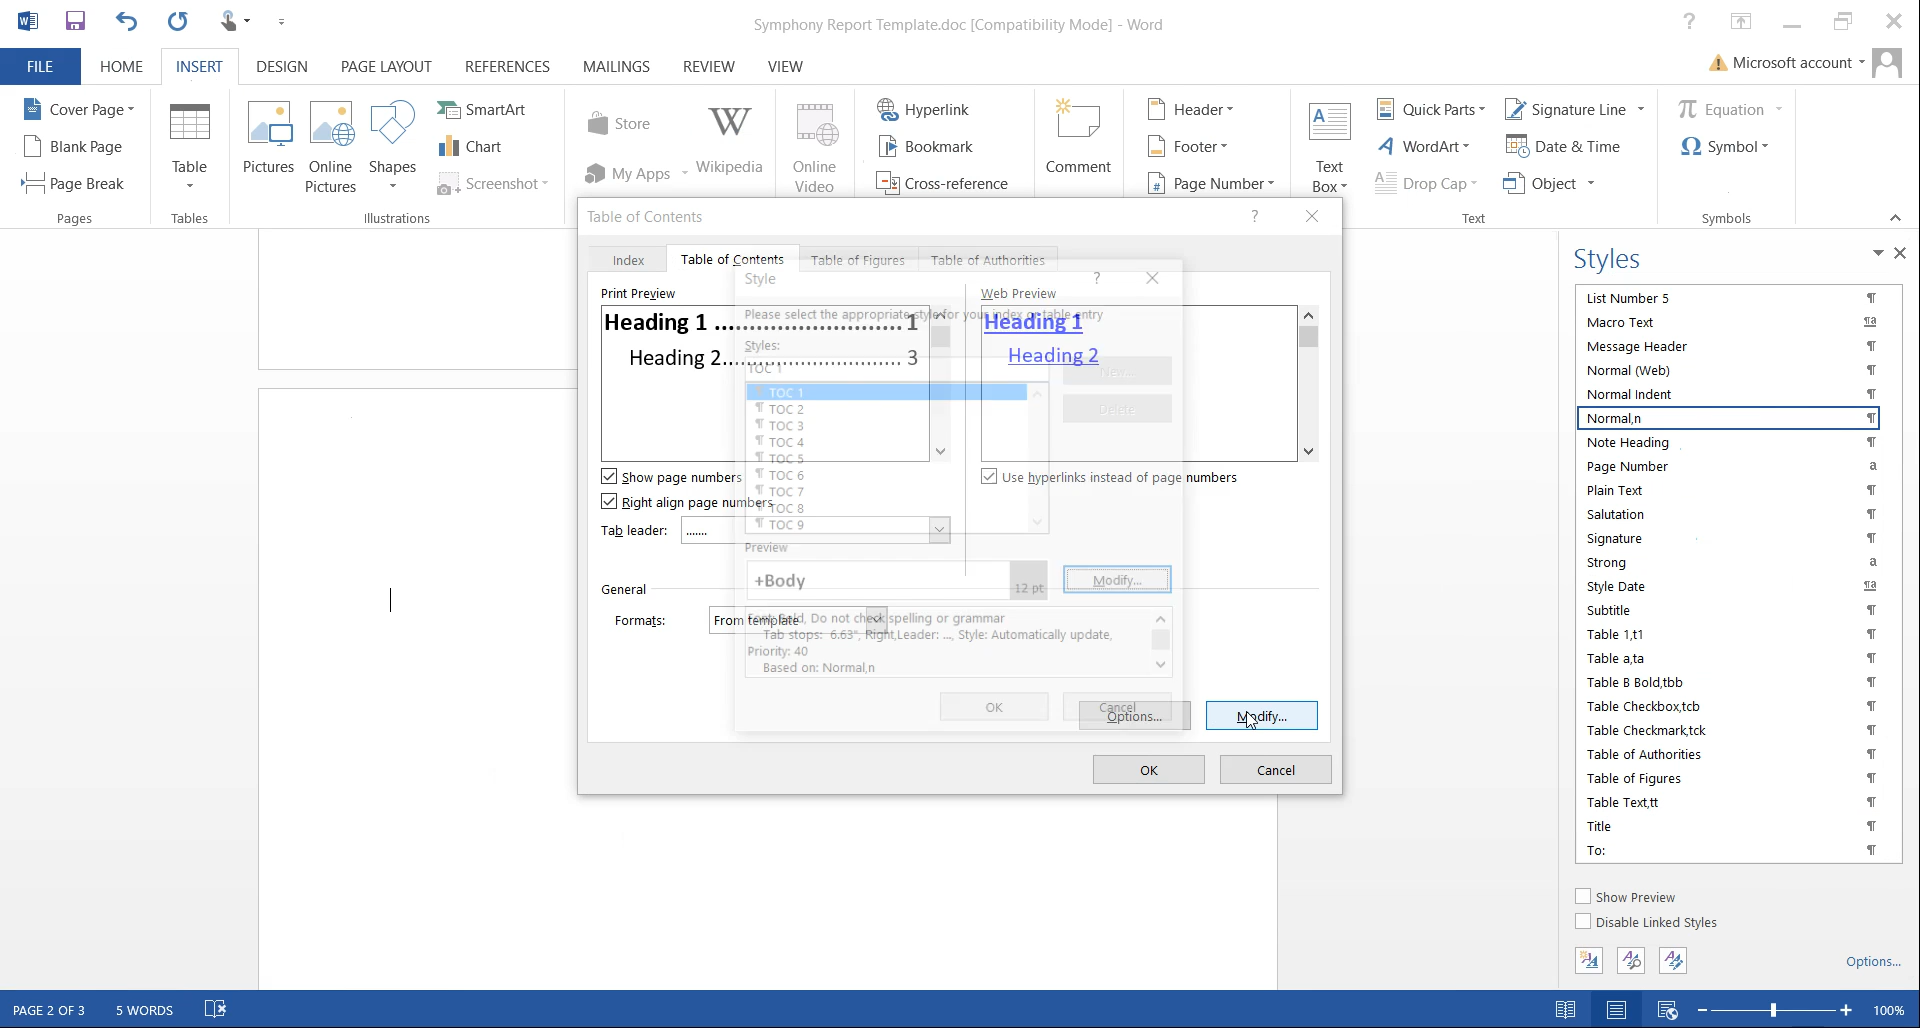 Symphony Report Template.doc [Compatibility Mode] - Word
?
FILE
HOME
INSERT
DESIGN
PAGE LAYOUT
REFERENCES
MAILINGS
REVIEW
VIEW
Microsoft account
Cover Page
Blank Page
Page Break
Pages
Table
Tables
Pictures
Online
Pictures
Shapes
SmartArt
Chart
Screenshot
Illustrations
Store
My Apps
Wikipedia
Online
Video
Hyperlink
Bookmark
Cross-reference
Comment
Header
Footer
Page Number
Text
Box
Quick Parts
WordArt
Drop Cap
Signature Line
Date & Time
Object
Text
Equation
Symbol
Symbols
Table of Contents
?
Index
Table of Contents
Table of Figures
Table of Authorities
Print Preview
Heading 1 ............................ 1
Heading 2.......................... 3
Web Preview
Heading 1
Heading 2
Show page numbers
Right align page numbers
Tab leader:
.......
Use hyperlinks instead of page numbers
General
Formats:
From template
Options...
Modify...
OK
Cancel
Style
?
Please select the appropriate style for your index or table entry
Styles:
TOC 1
TOC 1
TOC 2
TOC 3
TOC 4
TOC 5
TOC 6
TOC 7
TOC 8
TOC 9
New...
Delete
Preview
+Body
12 pt
Modify...
Font: Bold, Do not check spelling or grammar
Tab stops: 6.63", Right,Leader: ..., Style: Automatically update,
Priority: 40
Based on: Normal,n
OK
Cancel
Styles
List Number 5
Macro Text
Message Header
Normal (Web)
Normal Indent
Normal,n
Note Heading
Page Number
a
Plain Text
Salutation
Signature
Strong
a
Style Date
Subtitle
Table 1,t1
Table a,ta
Table B Bold,tbb
Table Checkbox,tcb
Table Checkmark,tck
Table of Authorities
Table of Figures
Table Text,tt
Title
To:
Show Preview
Disable Linked Styles
Options...
PAGE 2 OF 3
5 WORDS
100%